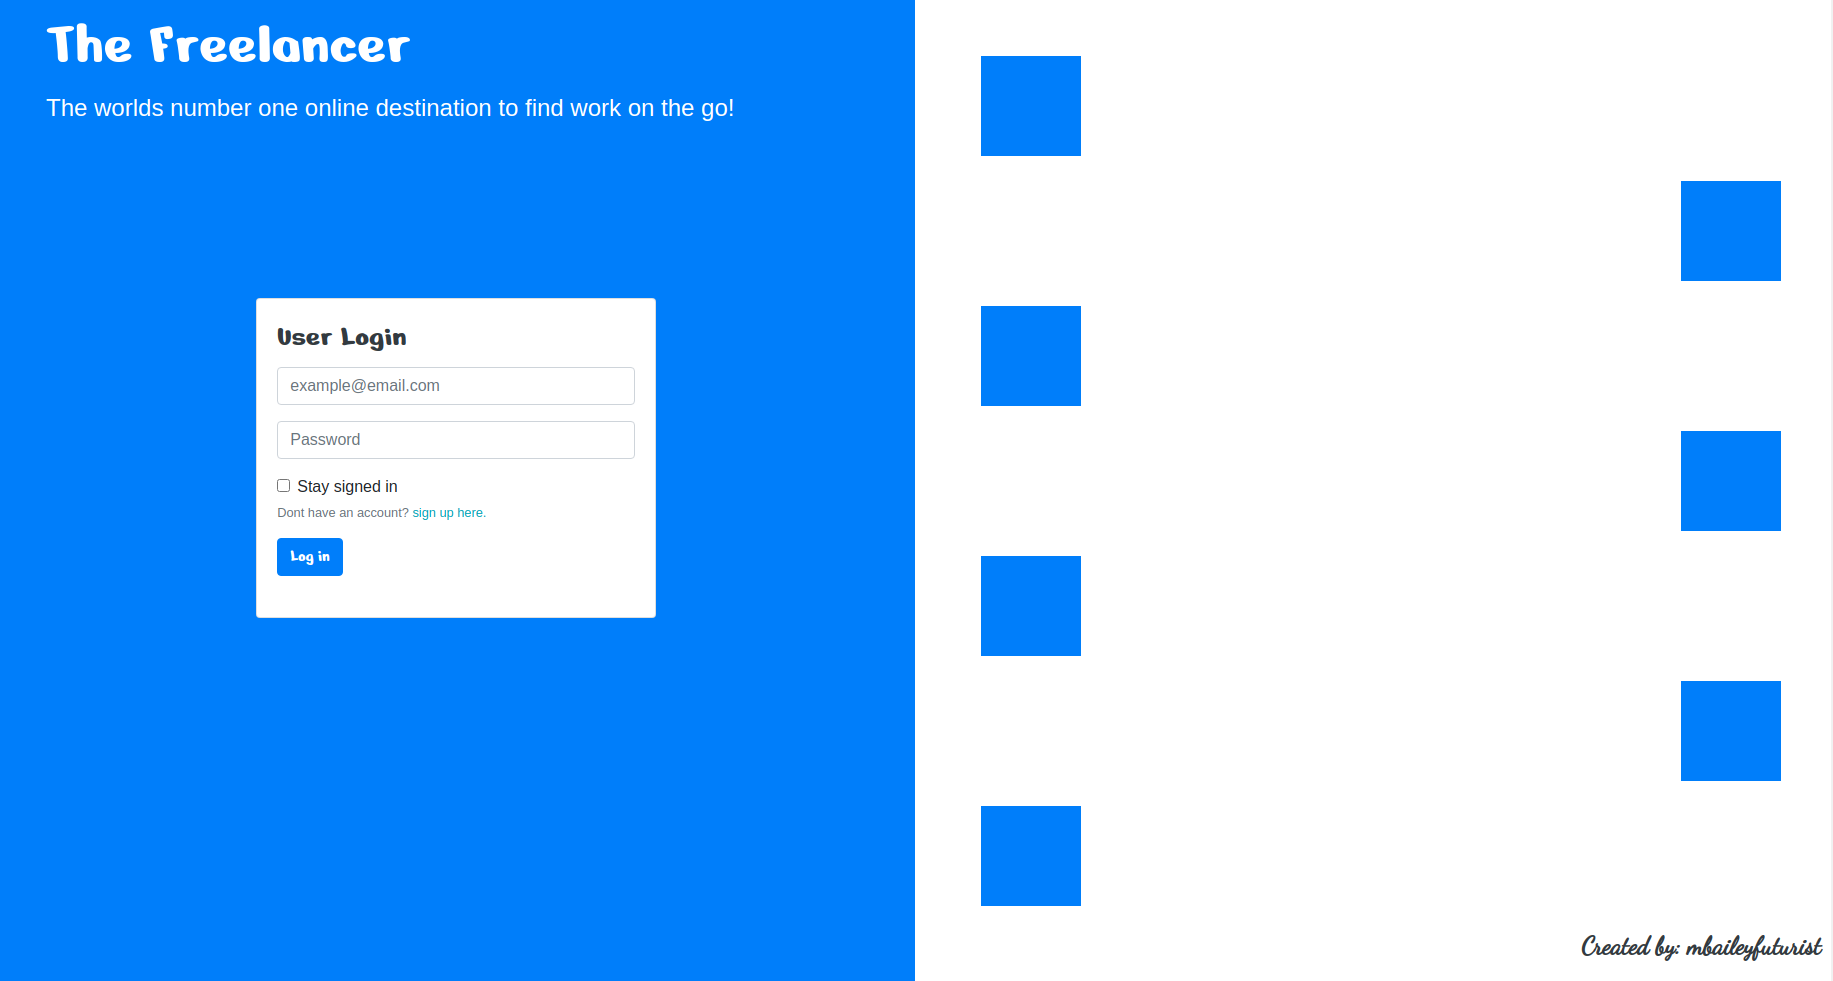 The Freelancer
The worlds number one online destination to find work on the go!
User Login
example@email.com
Password
Stay signed in
Dont have an account? sign up here.
Log in
Created by: mbaileyfuturist